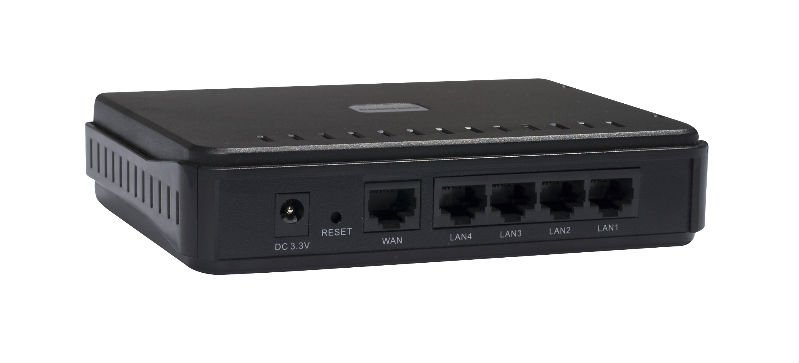 DC 3.3V
RESET
WAN
LAN4
LAN3
LAN2
LAN1